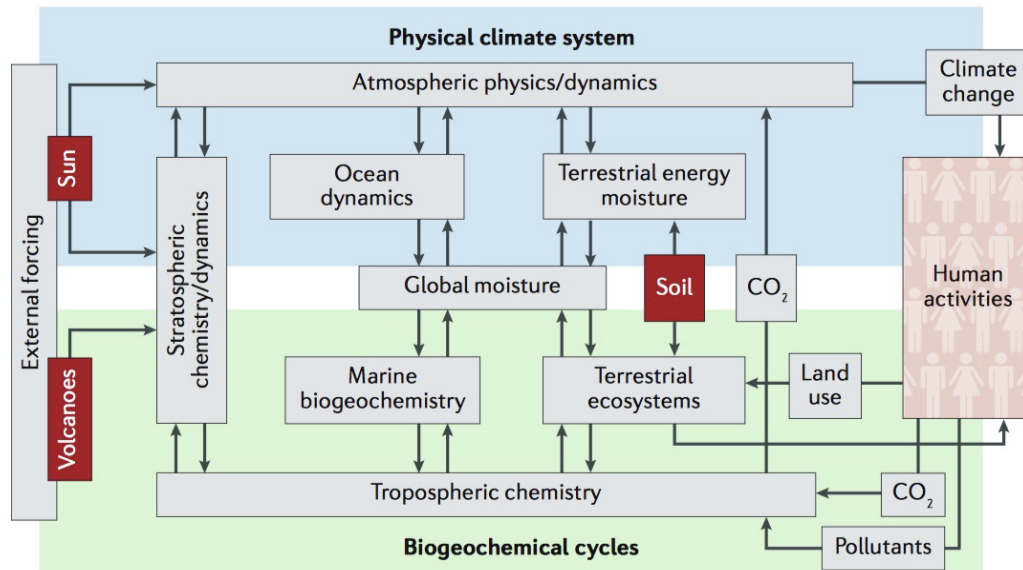 Physical climate system
Atmospheric physics/dynamics
Climate
change
External forcing
Sun
Volcanoes
Stratospheric
chemistry/dynamics
Ocean
dynamics
Terrestrial energy
moisture
Global moisture
Soil
CO₂
Human
activities
Marine
biogeochemistry
Terrestrial
ecosystems
Land
use
Tropospheric chemistry
CO₂
Pollutants
Biogeochemical cycles